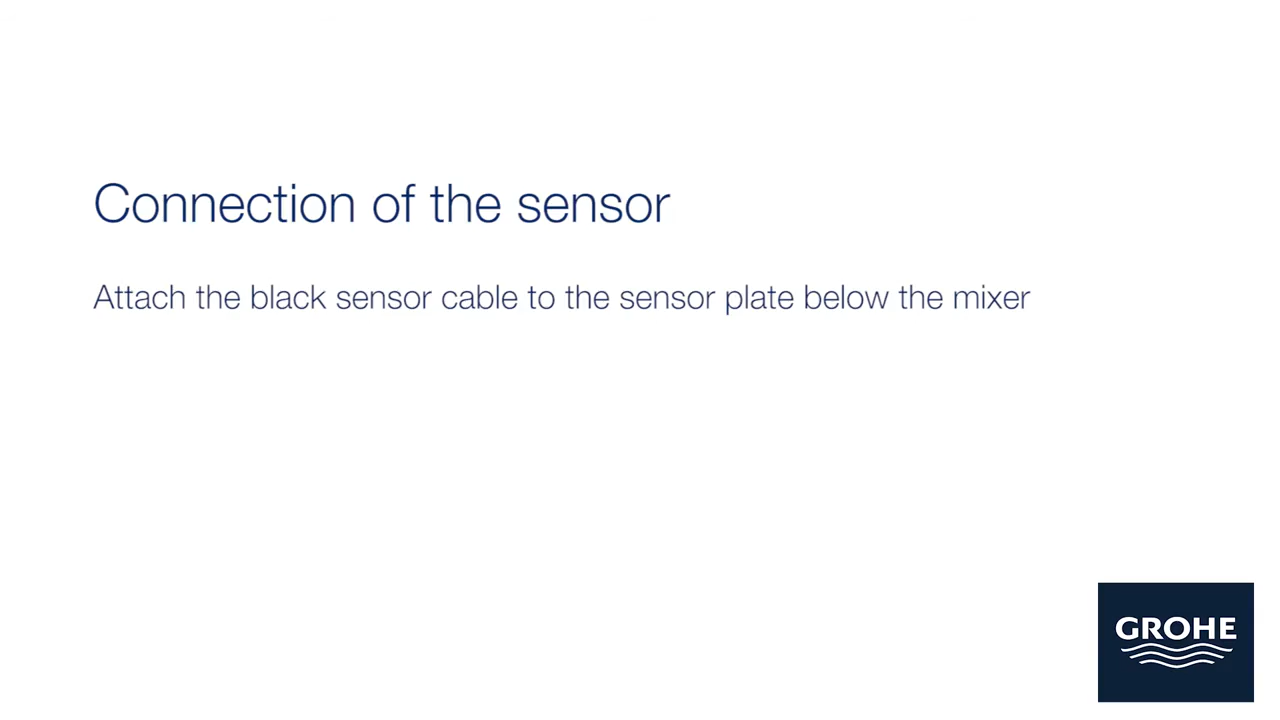 Connection of the sensor
Attach the black sensor cable to the sensor plate below the mixer
GROHE